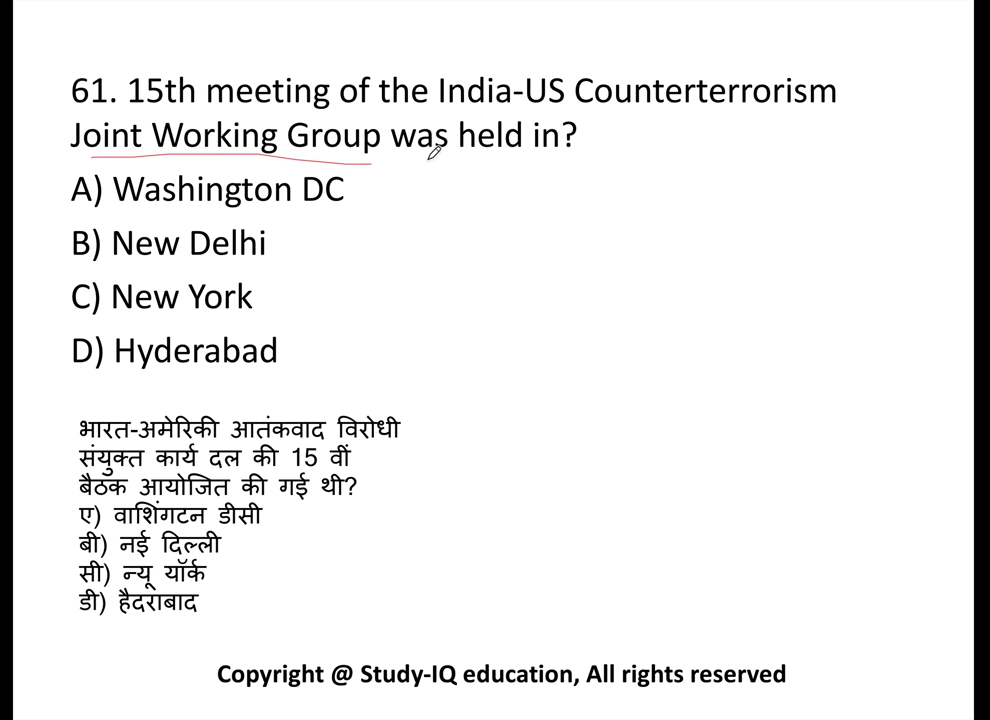 61. 15th meeting of the India-US Counterterrorism
Joint Working Group was held in?
A) Washington DC
B) New Delhi
C) New York
D) Hyderabad
भारत-अमेरिकी आतंकवाद विरोधी
संयुक्त कार्य दल की 15 वीं
बैठक आयोजित की गई थी?
ए) वाशिंगटन डीसी
बी) नई दिल्ली
सी) न्यू यॉर्क
डी) हैदराबाद
Copyright @ Study-IQ education, All rights reserved